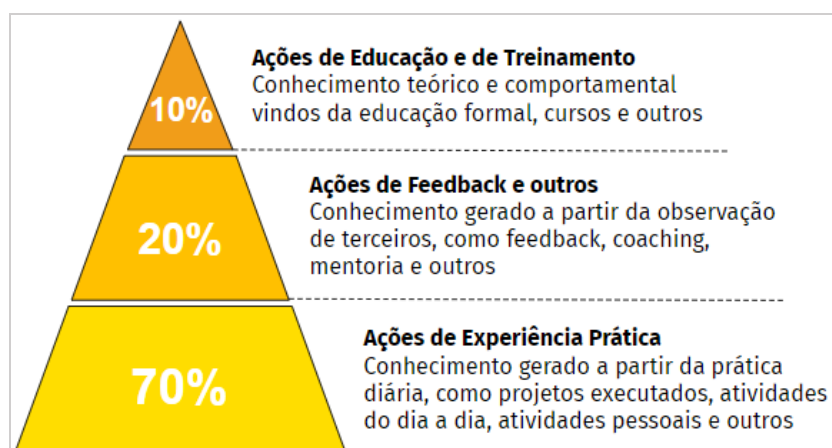 10%
Ações de Educação e de Treinamento
Conhecimento teórico e comportamental
vindos da educação formal, cursos e outros
20%
Ações de Feedback e outros
Conhecimento gerado a partir da observação
de terceiros, como feedback, coaching,
mentoria e outros
70%
Ações de Experiência Prática
Conhecimento gerado a partir da prática
diária, como projetos executados, atividades
do dia a dia, atividades pessoais e outros